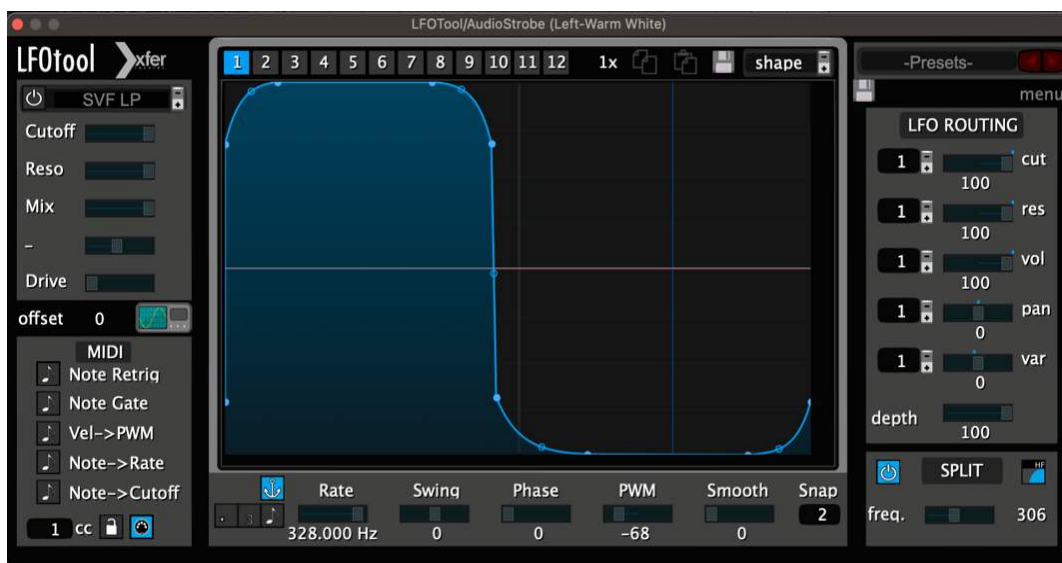 LFOTool/AudioStrobe (Left-Warm White)
LFOtool xfer
1 2 3 4 5 6 7 8 9 10 11 12 1x shape
-Presets-
menu
SVF LP
Cutoff
Reso
Mix
–
Drive
offset 0
MIDI
Note Retrig
Note Gate
Vel->PWM
Note->Rate
Note->Cutoff
1 cc
Rate Swing Phase PWM Smooth Snap
328.000 Hz 0 0 -68 0 2
LFO ROUTING
1 cut
100
1 res
100
1 vol
100
1 pan
0
1 var
0
depth
100
SPLIT HF
freq. 306